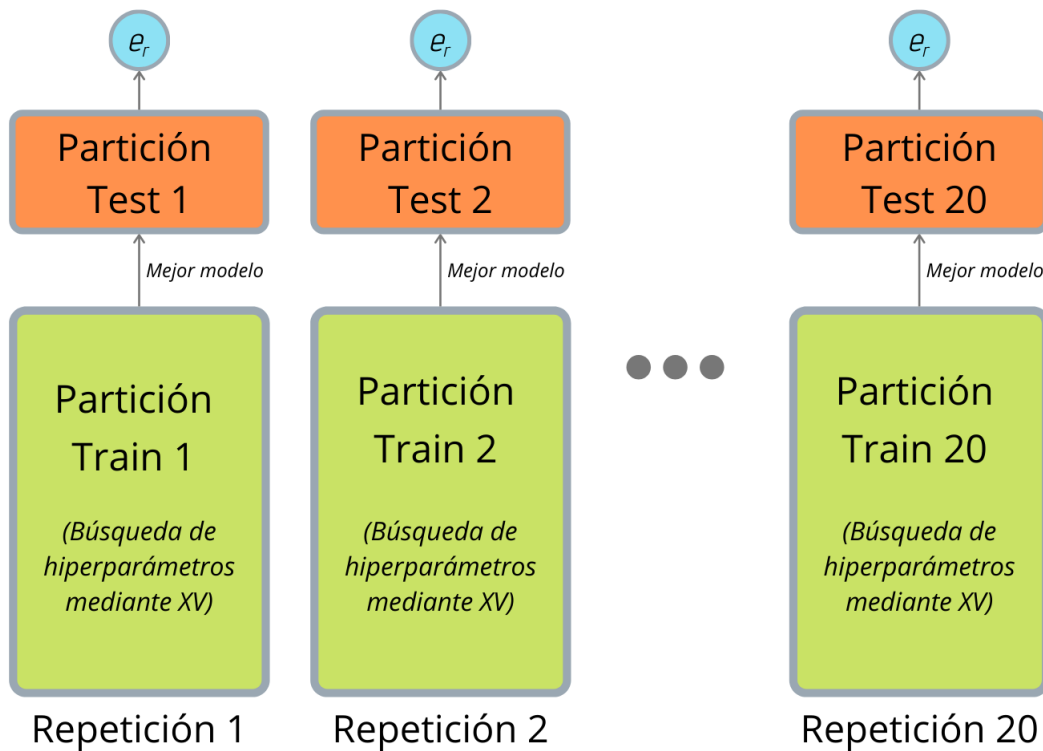 e_r
Partición
Test 1
Mejor modelo
Partición
Train 1
(Búsqueda de
hiperparámetros
mediante XV)
Repetición 1
e_r
Partición
Test 2
Mejor modelo
Partición
Train 2
(Búsqueda de
hiperparámetros
mediante XV)
Repetición 2
e_r
Partición
Test 20
Mejor modelo
Partición
Train 20
(Búsqueda de
hiperparámetros
mediante XV)
Repetición 20